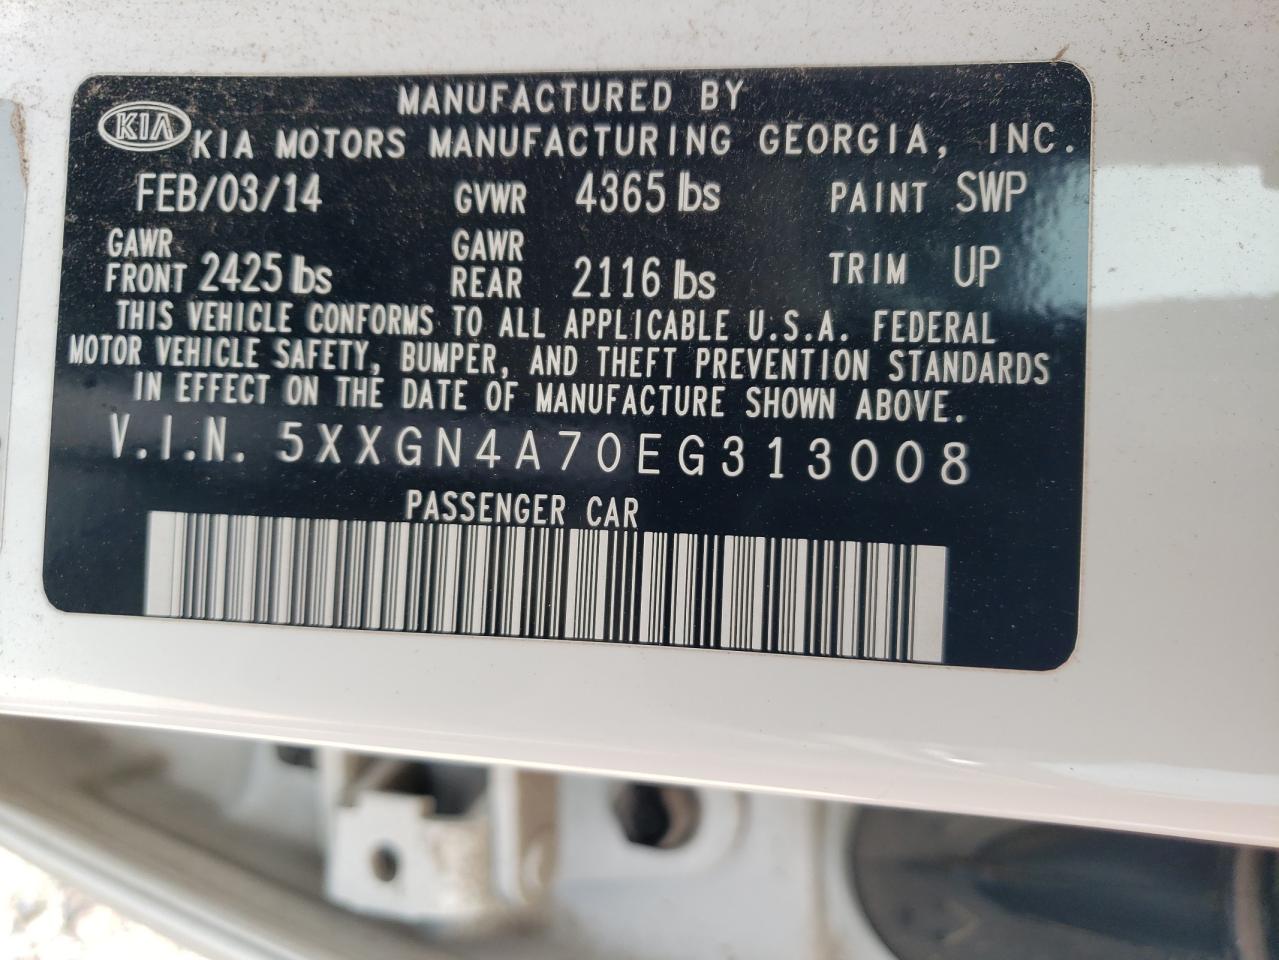 MANUFACTURED BY
KIA KIA MOTORS MANUFACTURING GEORGIA, INC.
FEB/03/14 GVWR 4365 lbs PAINT SWP
GAWR FRONT 2425 lbs GAWR REAR 2116 lbs TRIM UP
THIS VEHICLE CONFORMS TO ALL APPLICABLE U.S.A. FEDERAL
MOTOR VEHICLE SAFETY, BUMPER, AND THEFT PREVENTION STANDARDS
IN EFFECT ON THE DATE OF MANUFACTURE SHOWN ABOVE.
V.I.N. 5XXGN4A70EG313008
PASSENGER CAR